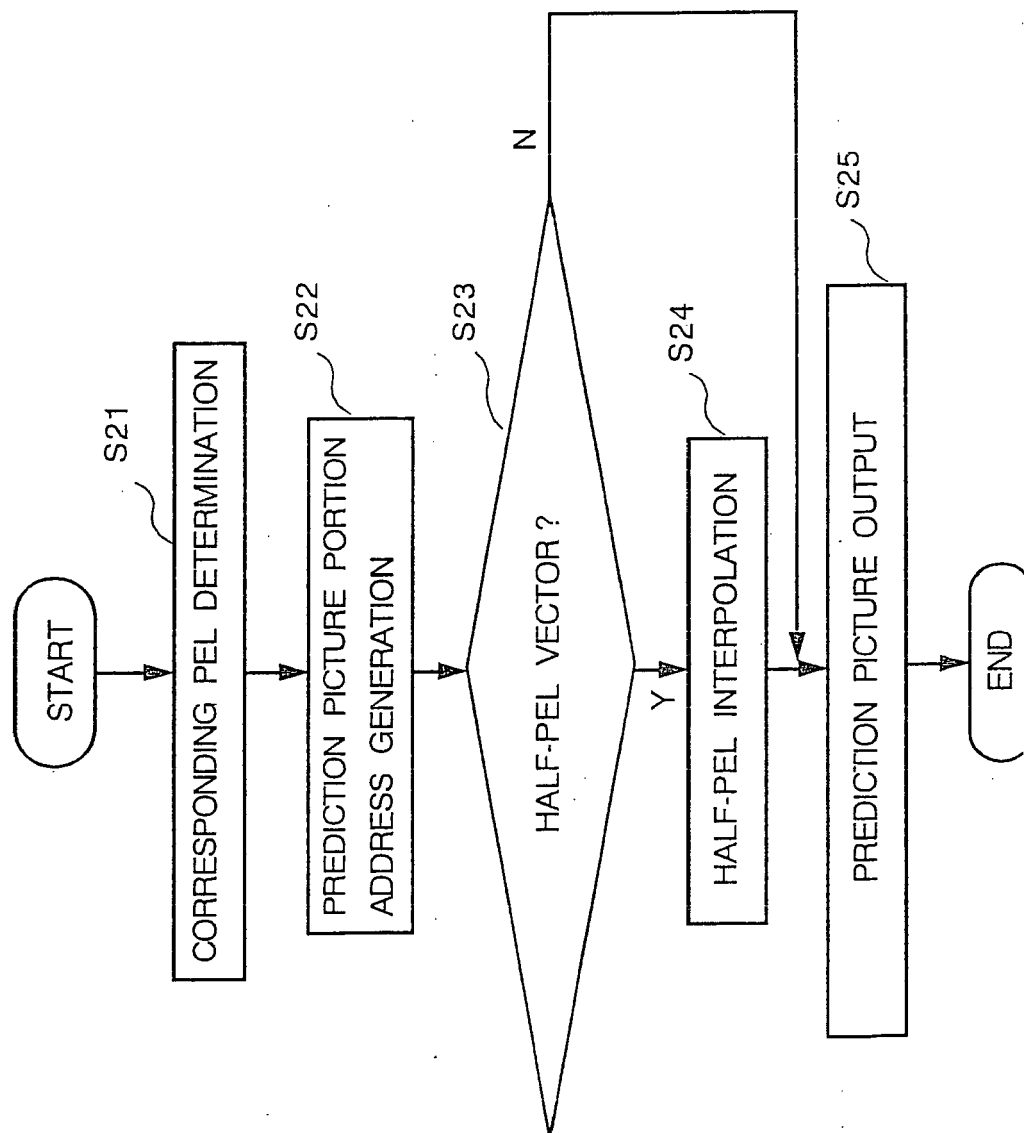 START
CORRESPONDING PEL DETERMINATION
S21
PREDICTION PICTURE PORTION
ADDRESS GENERATION
S22
HALF-PEL VECTOR?
S23
N
Y
HALF-PEL INTERPOLATION
S24
PREDICTION PICTURE OUTPUT
S25
END